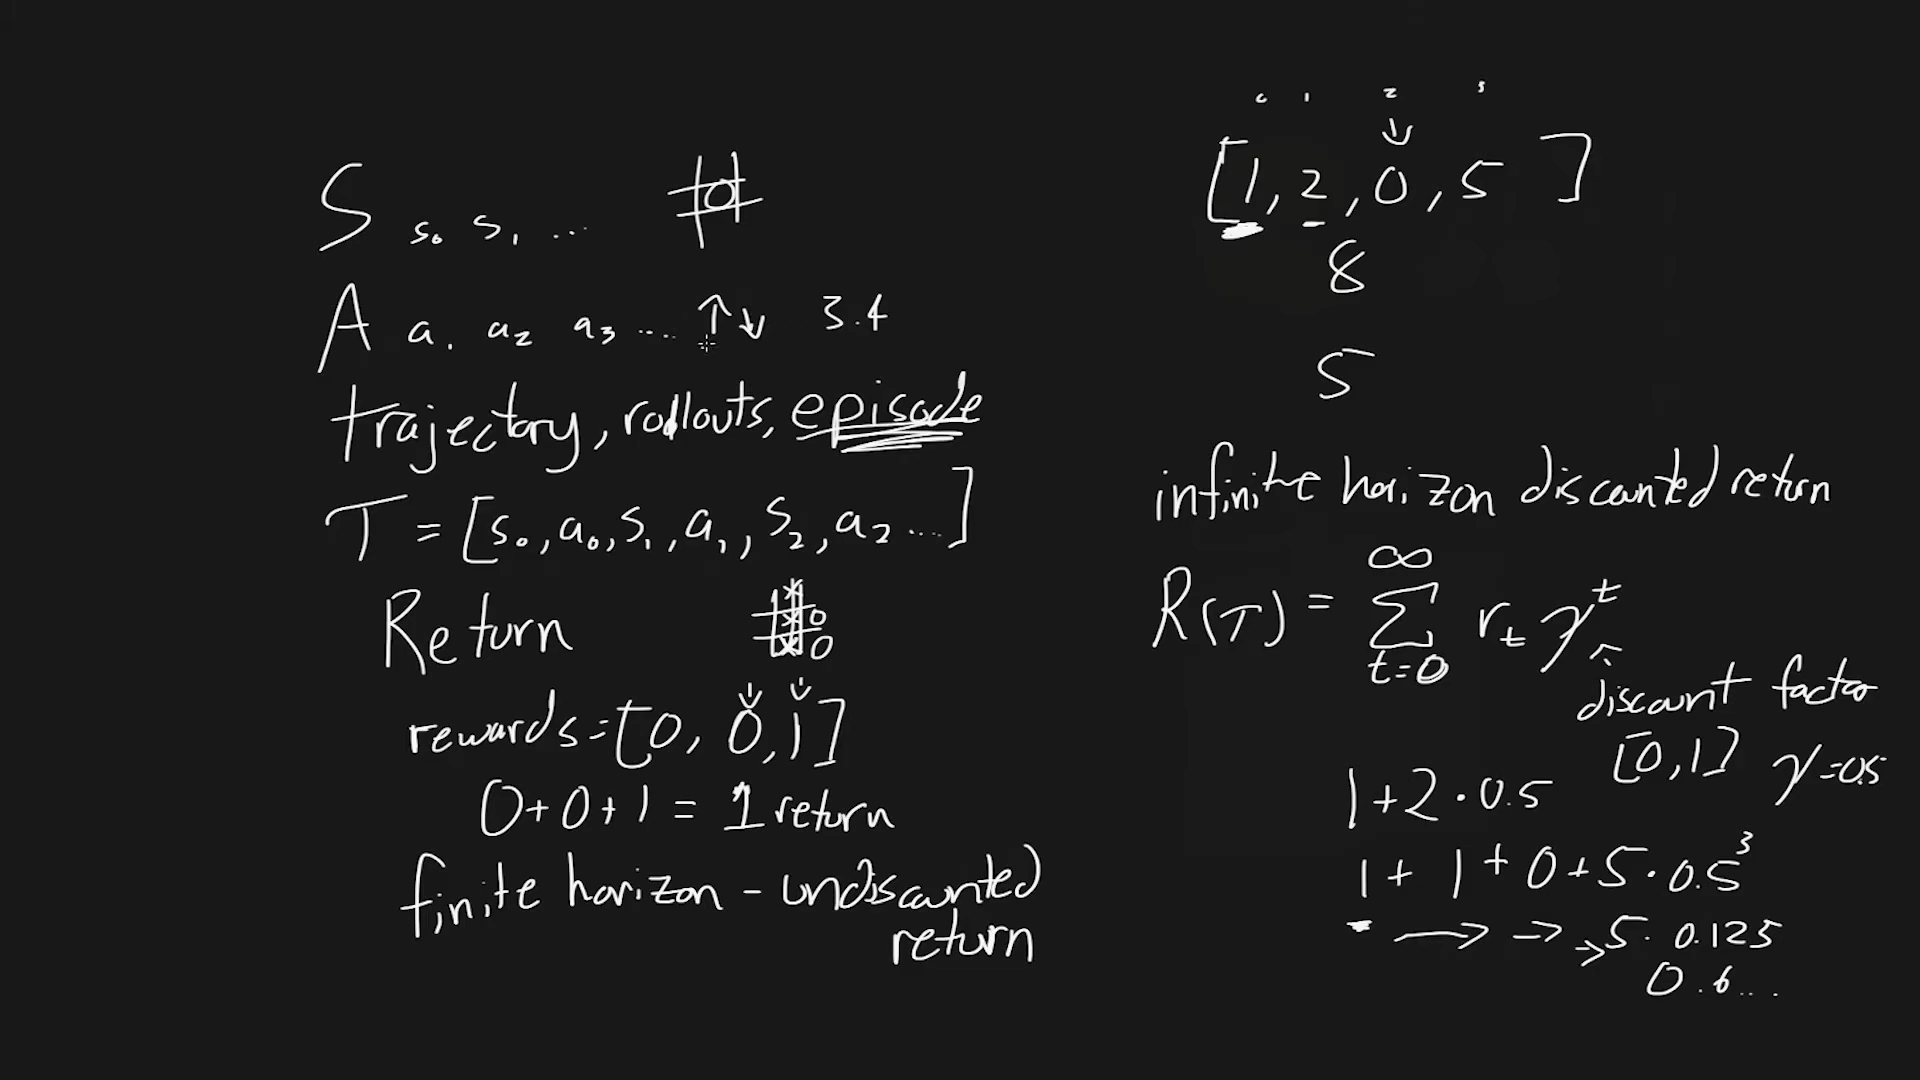 S s₀ s₁ ...
A a₁ a₂ a₃ .... ↑↓ 3.4
trajectory, rollouts, episode
τ = [s₀, a₀, s₁, a₁, s₂, a₂ ...]
Return
rewards = [0, 0, 1]
0 + 0 + 1 = 1 return
finite horizon - undiscounted
return
0 1 2 3
[1, 2, 0, 5 ]
8
5
infinite horizon discounted return
∞
R(τ) = Σ rₜ γᵗ
t=0
discount factor
[0,1] γ=0.5
1+2·0.5
1 + 1 + 0 + 5·0.5³
→ → → 5·0.125
0.6...